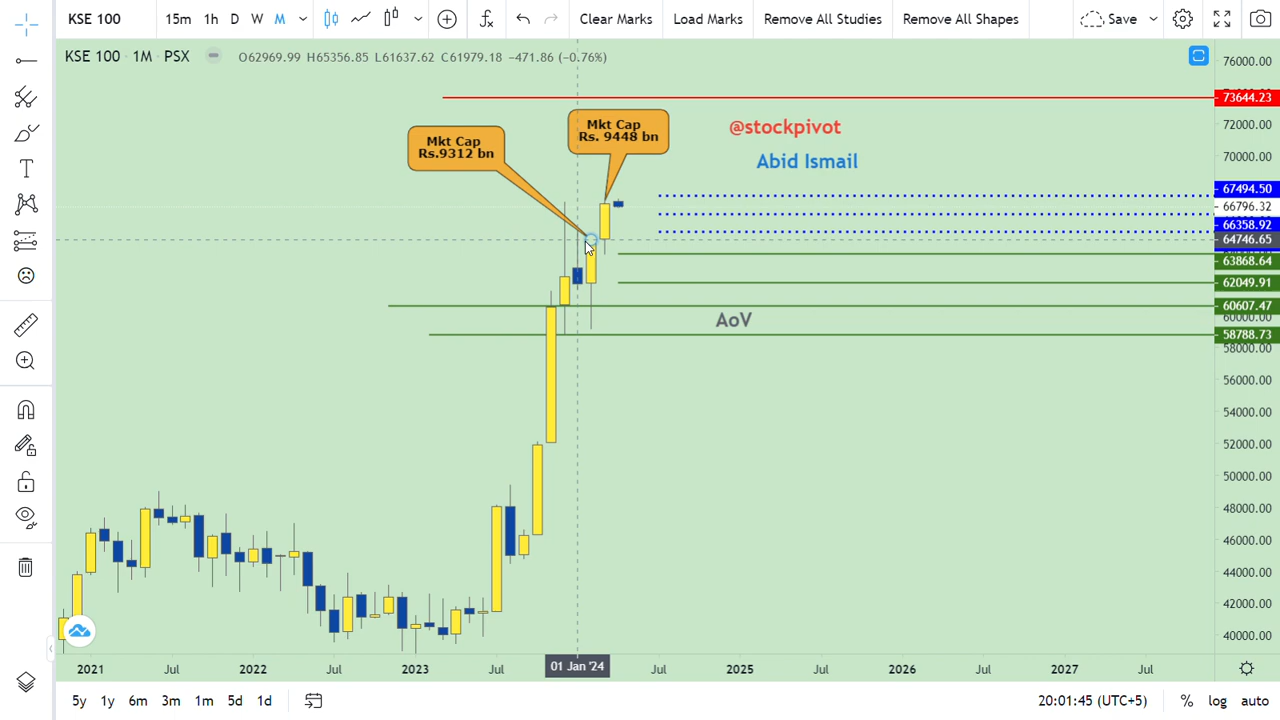 KSE 100 15m 1h D W M Clear Marks Load Marks Remove All Studies Remove All Shapes Save
KSE 100 · 1M · PSX O62969.99 H65356.85 L61637.62 C61979.18 −471.86 (−0.76%)
76000.00
73644.23
72000.00
70000.00
67494.50
66796.32
66358.92
64746.65
63868.64
62049.91
60607.47
60000.00
58788.73
58000.00
56000.00
54000.00
52000.00
50000.00
48000.00
46000.00
44000.00
42000.00
40000.00
Mkt Cap
Rs.9312 bn
Mkt Cap
Rs. 9448 bn
@stockpivot
Abid Ismail
AoV
2021 Jul 2022 Jul 2023 Jul 01 Jan '24 Jul 2025 Jul 2026 Jul 2027 Jul
5y 1y 6m 3m 1m 5d 1d 20:01:45 (UTC+5) % log auto